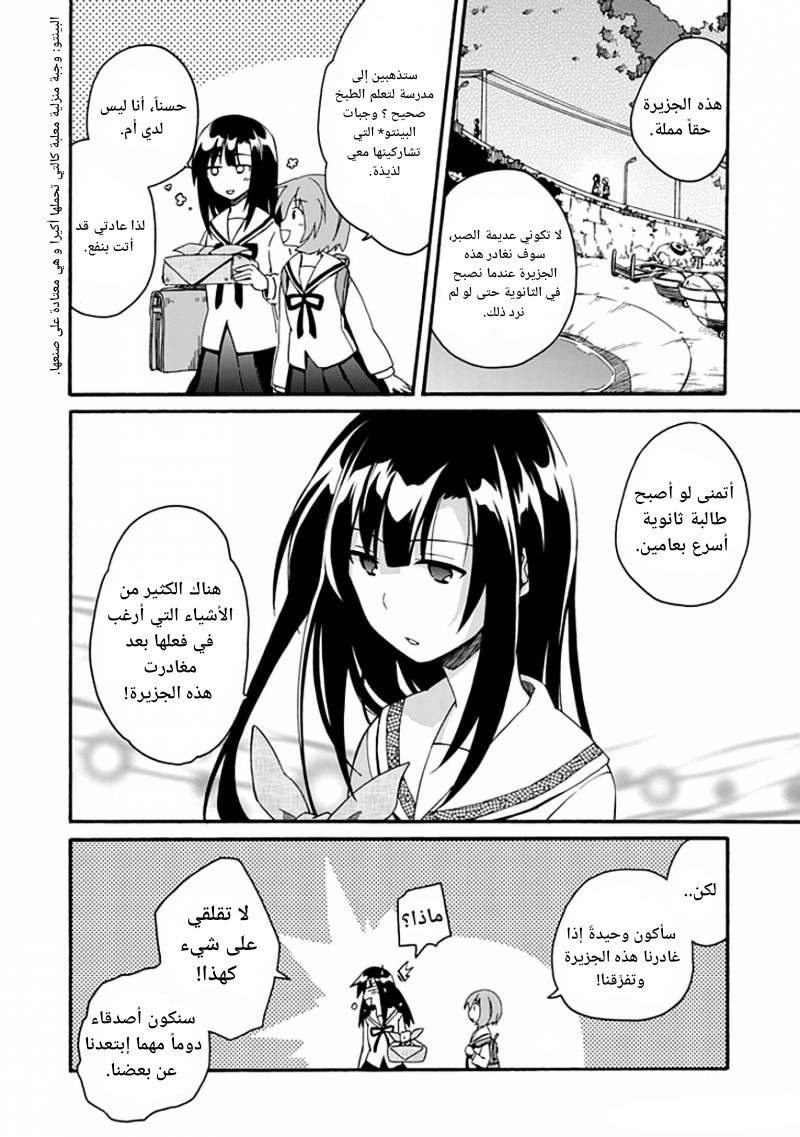 هذه الجزيرة
حقاً مملة.
لا تكوني عديمة الصبر،
سوف نغادر هذه
الجزيرة عندما نصبح
في الثانوية حتى لو لم
نرد ذلك.
ستذهبين إلى
مدرسة لتعلم الطبخ
صحيح ؟ وجبات
البينتو* التي
تشاركينها معي
لذيذة.
حسناً، أنا ليس
لدي أم.
لذا عادتي قد
أتت بنفع.
البينتو: وجبة منزلية معلبة كالتي تحملها أكيرا و هي معتادة على صنعها.
أتمنى لو أصبح
طالبة ثانوية
أسرع بعامين.
هناك الكثير من
الأشياء التي أرغب
في فعلها بعد
مغادرت
هذه الجزيرة!
لكن..
سأكون وحيدةً إذا
غادرنا هذه الجزيرة
وتفرّقنا!
ماذا؟
لا تقلقي
على شيء
كهذا!
سنكون أصدقاء
دوماً مهما إبتعدنا
عن بعضنا.